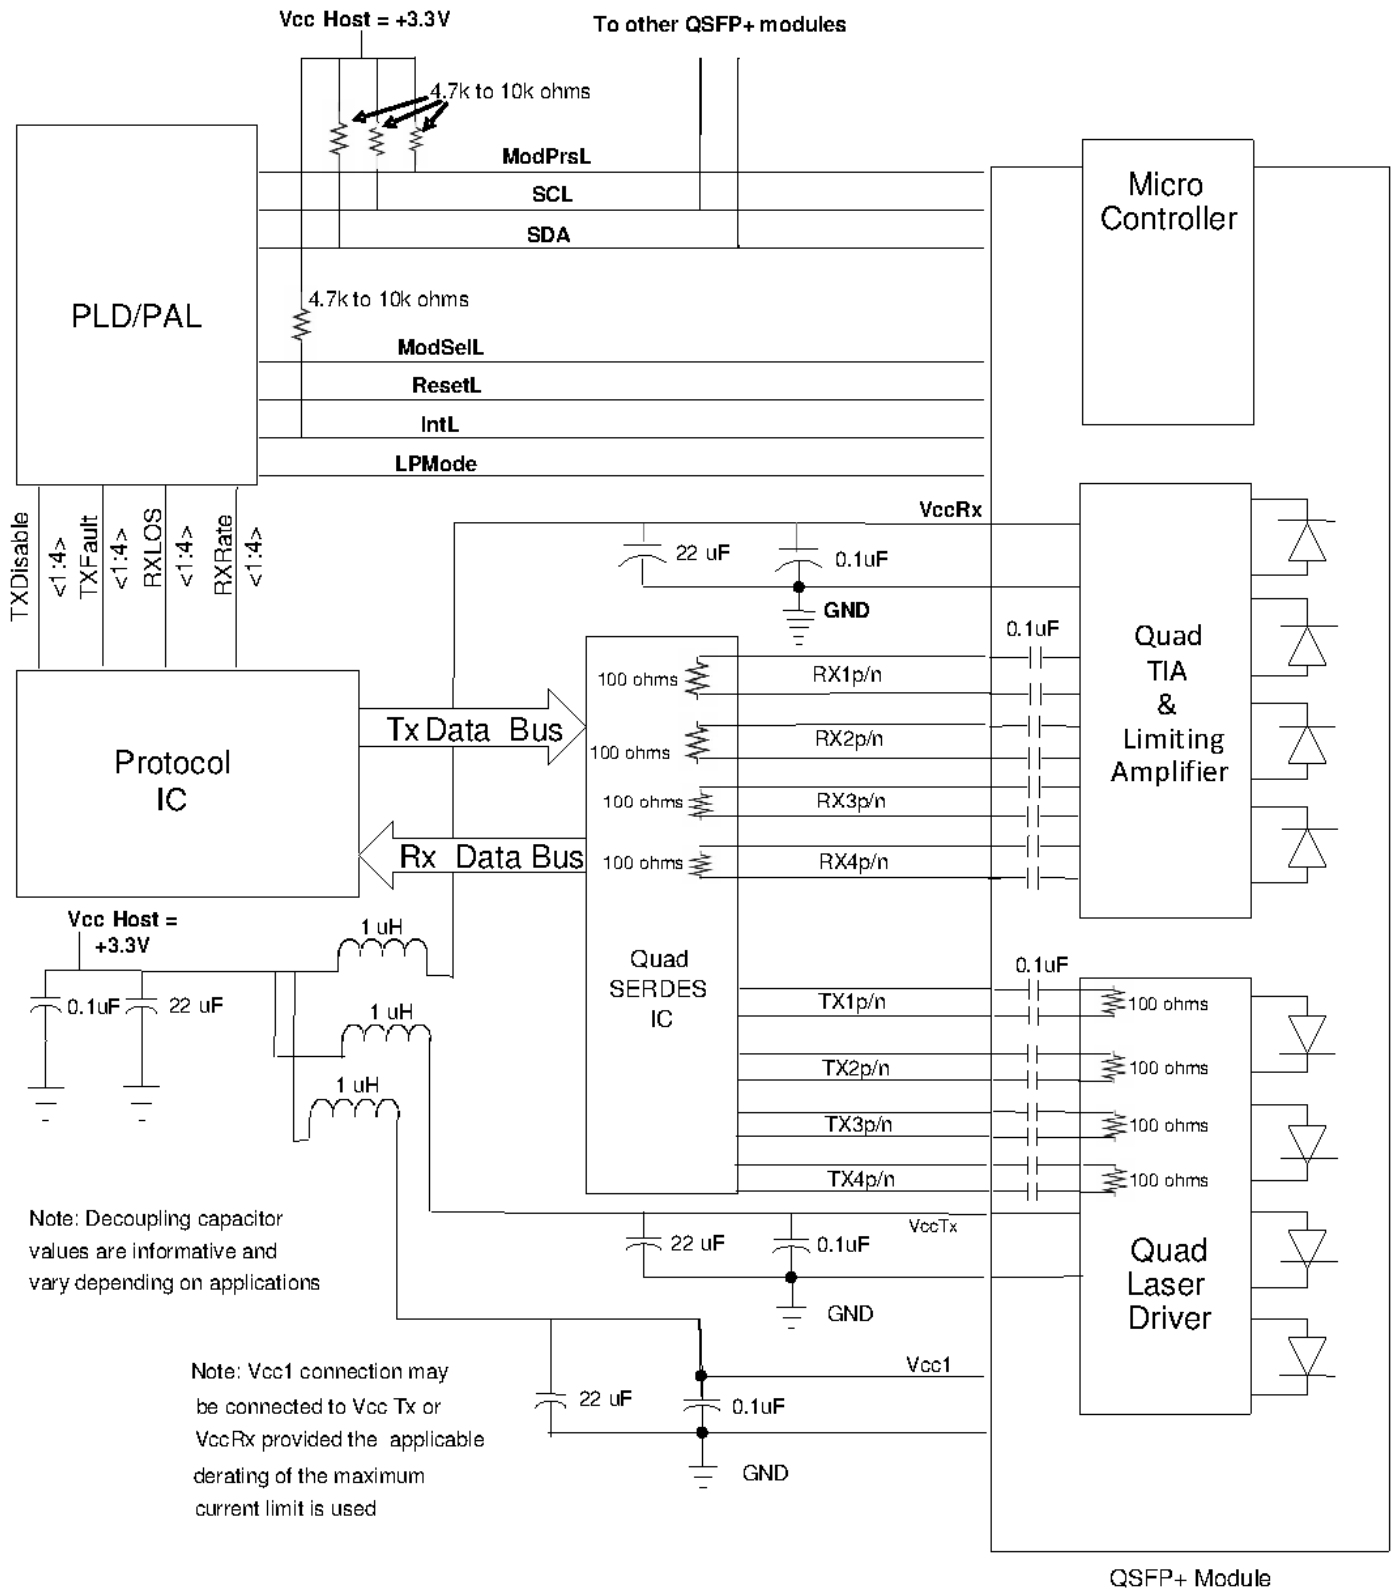 Vcc Host = +3.3V
To other QSFP+ modules
4.7k to 10k ohms
ModPrsL
SCL
SDA
Micro
Controller
PLD/PAL
4.7k to 10k ohms
ModSelL
ResetL
IntL
LPMode
TXDisable
<1:4>
TXFault
<1:4>
RXLOS
<1:4>
RXRate
<1:4>
VccRx
22 uF
0.1uF
GND
0.1uF
Quad
TIA
&
Limiting
Amplifier
100 ohms
RX1p/n
100 ohms
RX2p/n
100 ohms
RX3p/n
100 ohms
RX4p/n
Tx Data Bus
Protocol
IC
Rx Data Bus
Vcc Host =
+3.3V
1 uH
0.1uF
22 uF
1 uH
1 uH
Quad
SERDES
IC
0.1uF
TX1p/n
100 ohms
TX2p/n
100 ohms
TX3p/n
100 ohms
TX4p/n
100 ohms
VccTx
22 uF
0.1uF
GND
Quad
Laser
Driver
Note: Decoupling capacitor
values are informative and
vary depending on applications
Vcc1
22 uF
0.1uF
GND
Note: Vcc1 connection may
be connected to Vcc Tx or
VccRx provided the applicable
derating of the maximum
current limit is used
QSFP+ Module